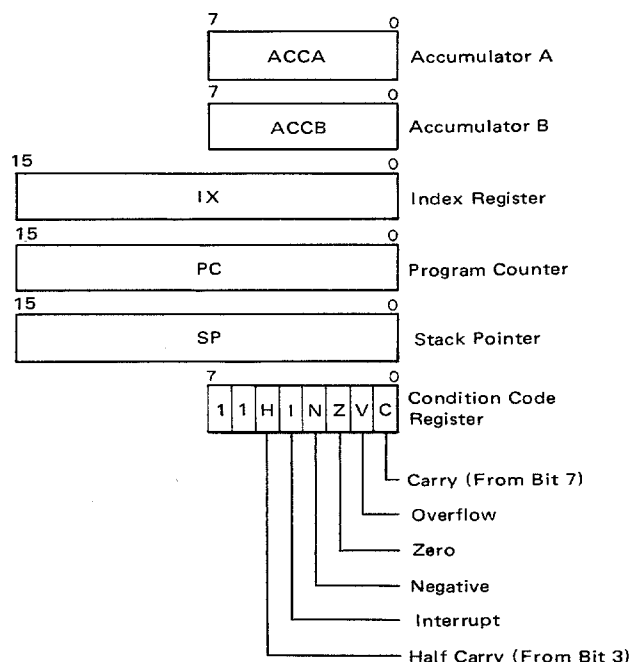 7 0
ACCA Accumulator A
7 0
ACCB Accumulator B
15 0
IX Index Register
15 0
PC Program Counter
15 0
SP Stack Pointer
7 0
1 1 H I N Z V C Condition Code
Register
Carry (From Bit 7)
Overflow
Zero
Negative
Interrupt
Half Carry (From Bit 3)